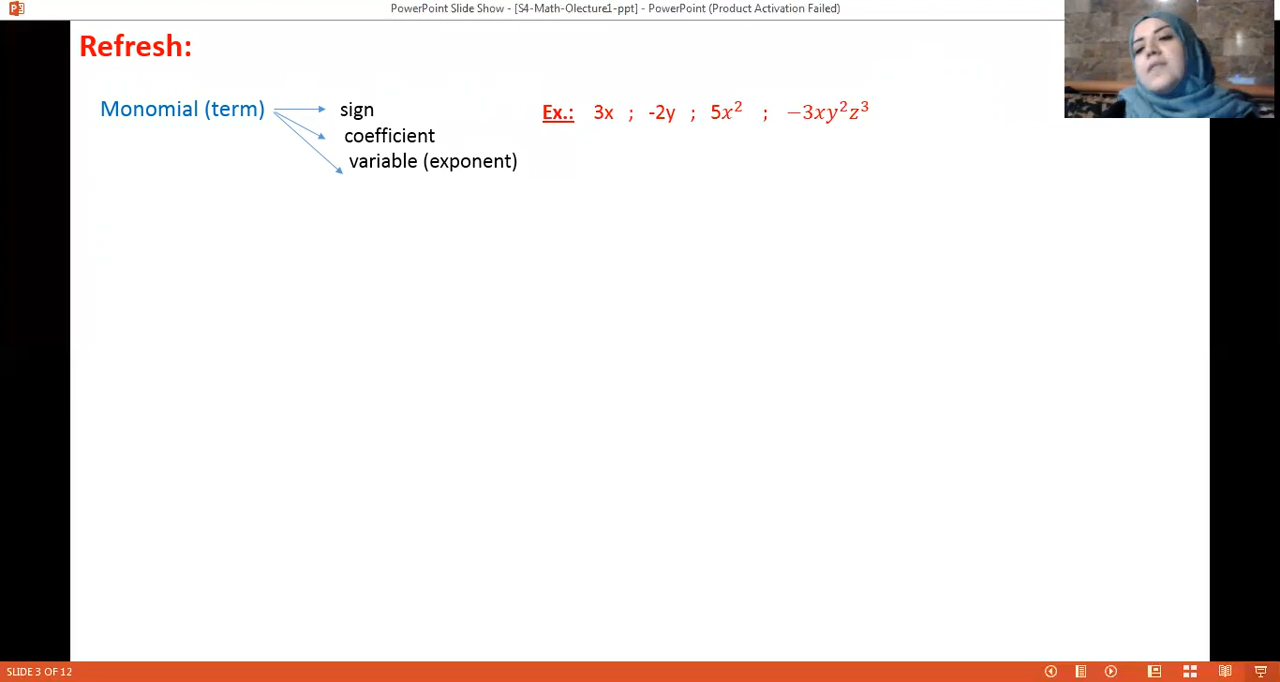 PowerPoint Slide Show - [S4-Math-Olecture1-ppt] - PowerPoint (Product Activation Failed)
Refresh:
Monomial (term) sign Ex.: 3x ; -2y ; 5x² ; −3xy²z³
coefficient
variable (exponent)
SLIDE 3 OF 12